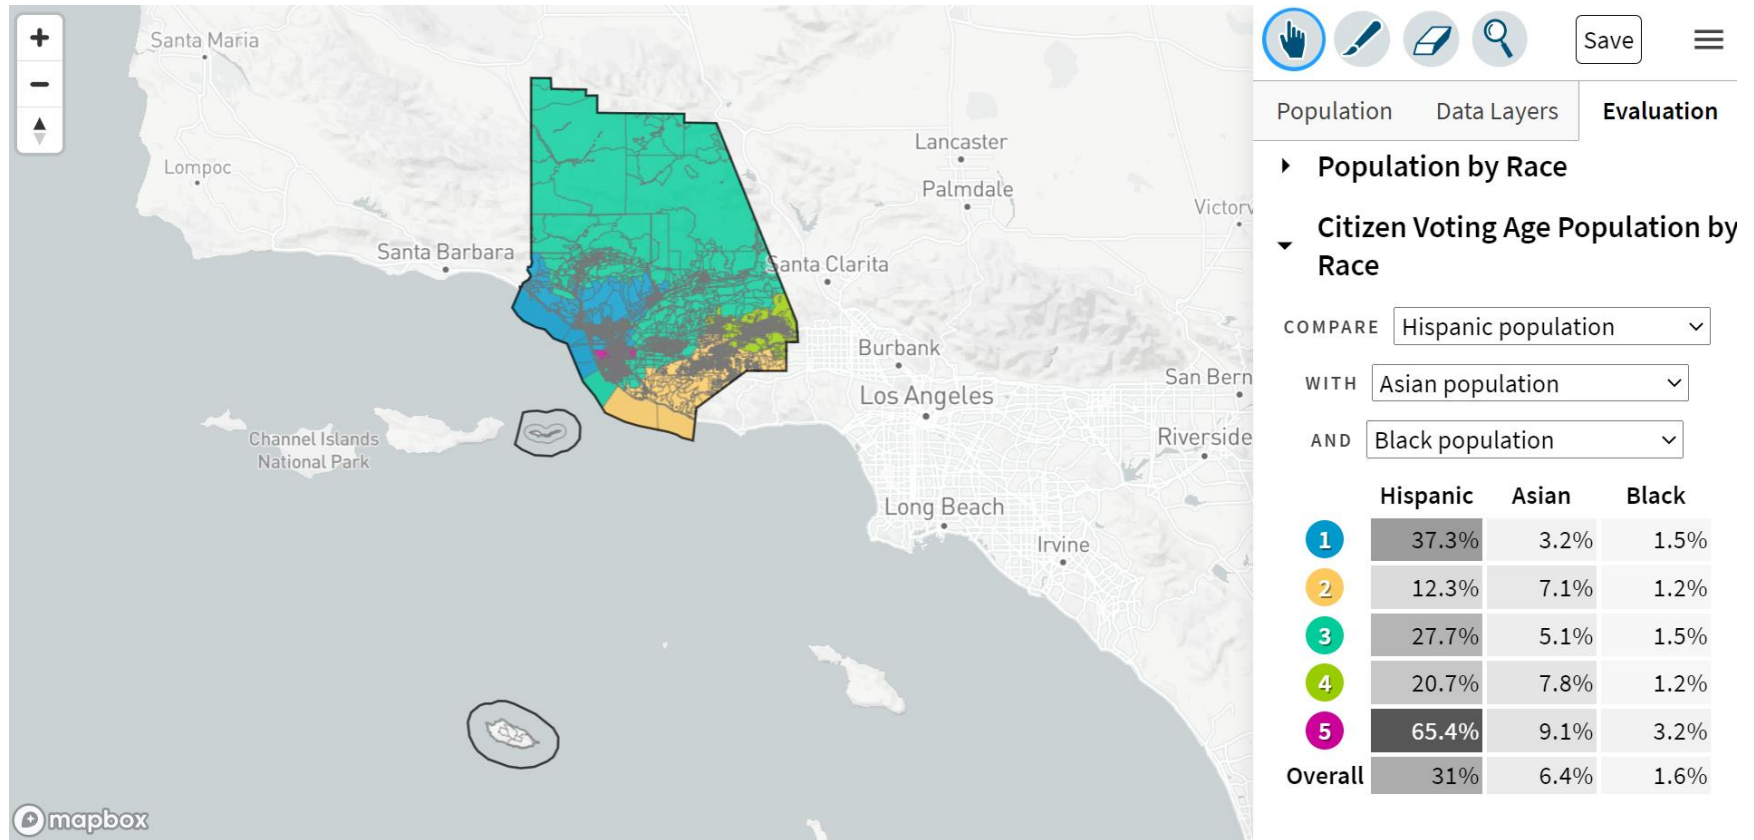 +
−
Santa Maria
Lompoc
Santa Barbara
Lancaster
Palmdale
Victorv
Santa Clarita
Burbank
San Bern
Los Angeles
Riverside
Channel Islands
National Park
Long Beach
Irvine
mapbox
Save
Population Data Layers Evaluation
Population by Race
Citizen Voting Age Population by
Race
COMPARE Hispanic population
WITH Asian population
AND Black population
Hispanic Asian Black
1 37.3% 3.2% 1.5%
2 12.3% 7.1% 1.2%
3 27.7% 5.1% 1.5%
4 20.7% 7.8% 1.2%
5 65.4% 9.1% 3.2%
Overall 31% 6.4% 1.6%